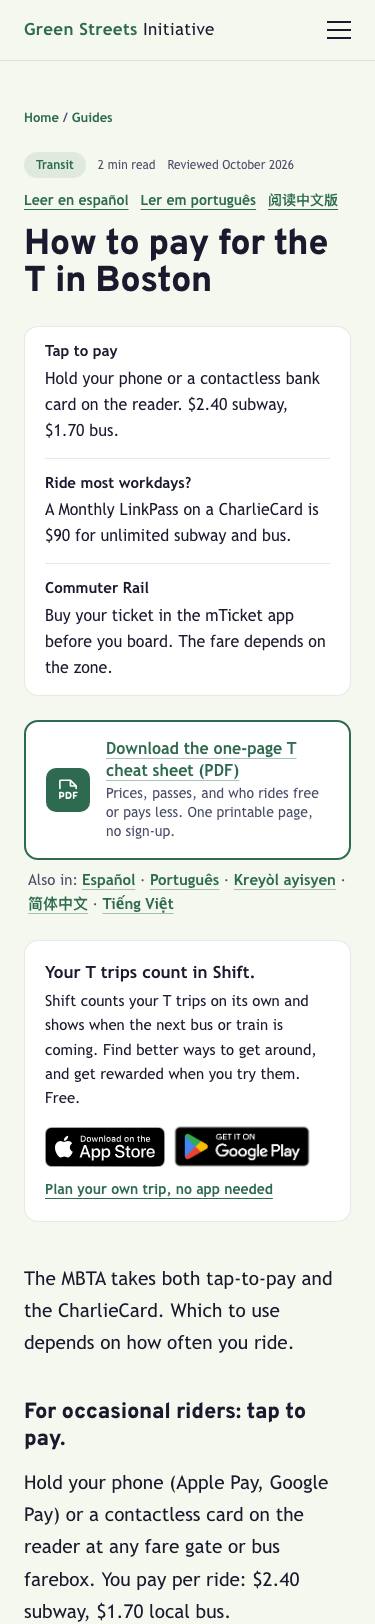 Green Streets Initiative
Home / Guides
Transit 2 min read Reviewed October 2026
Leer en español Ler em português 阅读中文版
How to pay for the
T in Boston
Tap to pay
Hold your phone or a contactless bank
card on the reader. $2.40 subway,
$1.70 bus.
Ride most workdays?
A Monthly LinkPass on a CharlieCard is
$90 for unlimited subway and bus.
Commuter Rail
Buy your ticket in the mTicket app
before you board. The fare depends on
the zone.
PDF
Download the one-page T
cheat sheet (PDF)
Prices, passes, and who rides free
or pays less. One printable page,
no sign-up.
Also in: Español · Português · Kreyòl ayisyen ·
简体中文 · Tiếng Việt
Your T trips count in Shift.
Shift counts your T trips on its own and
shows when the next bus or train is
coming. Find better ways to get around,
and get rewarded when you try them.
Free.
Download on the
App Store
GET IT ON
Google Play
Plan your own trip, no app needed
The MBTA takes both tap-to-pay and
the CharlieCard. Which to use
depends on how often you ride.
For occasional riders: tap to
pay.
Hold your phone (Apple Pay, Google
Pay) or a contactless card on the
reader at any fare gate or bus
farebox. You pay per ride: $2.40
subway, $1.70 local bus.